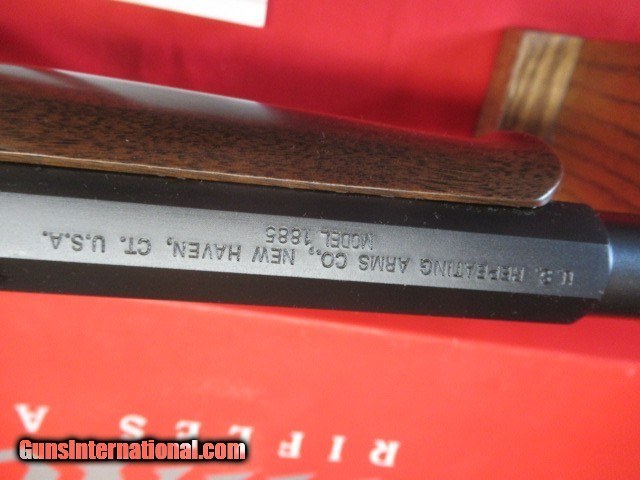 U.S. REPEATING ARMS CO., NEW HAVEN, CT. U.S.A.
MODEL 1885
RIFLES A
GunsInternational.com